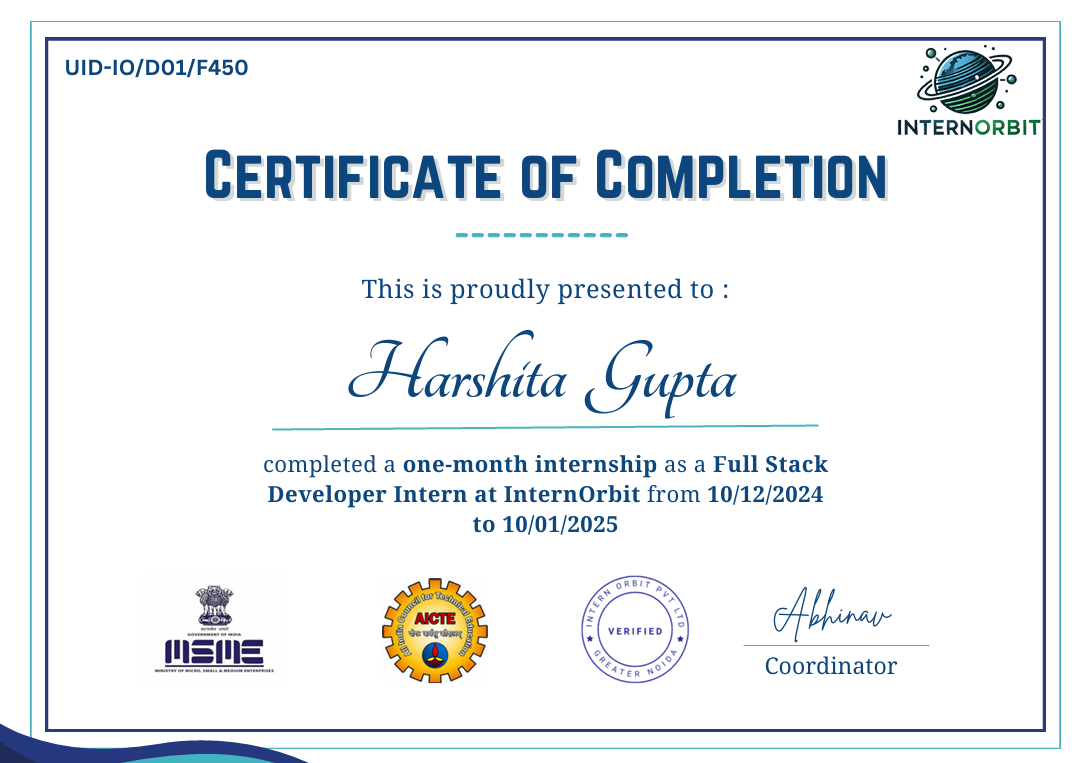 UID-IO/D01/F450
INTERNORBIT
CERTIFICATE OF COMPLETION
This is proudly presented to :
Harshita Gupta
completed a one-month internship as a Full Stack
Developer Intern at InternOrbit from 10/12/2024
to 10/01/2025
GOVERNMENT OF INDIA
MSME
MINISTRY OF MICRO, SMALL & MEDIUM ENTERPRISES
All India Council for Technical Education
AICTE
INTERN ORBIT PVT LTD
VERIFIED
GREATER NOIDA
Abhinav
Coordinator